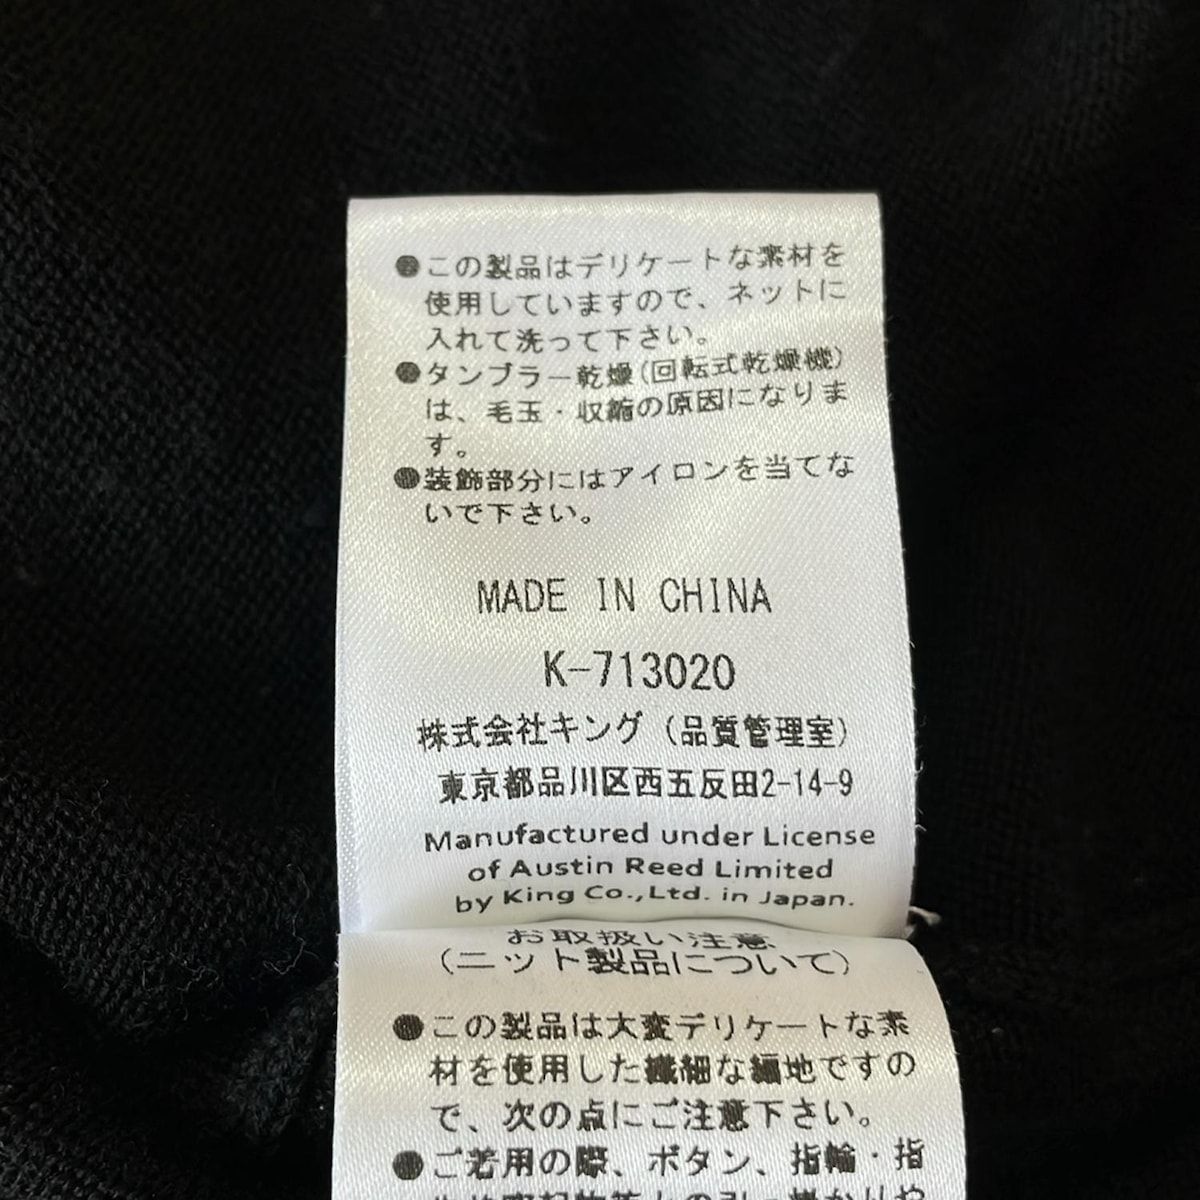 ●この製品はデリケートな素材を
使用していますので、ネットに
入れて洗って下さい。
●タンブラー乾燥(回転式乾燥機)
は、毛玉・収縮の原因になりま
す。
●装飾部分にはアイロンを当てな
いで下さい。
MADE IN CHINA
K-713020
株式会社キング(品質管理室)
東京都品川区西五反田2-14-9
Manufactured under License
of Austin Reed Limited
by King Co.,Ltd. in Japan.
お取扱い注意
(ニット製品について)
●この製品は大変デリケートな素
材を使用した繊細な編地ですの
で、次の点にご注意下さい。
●ご着用の際、ボタン、指輪・指